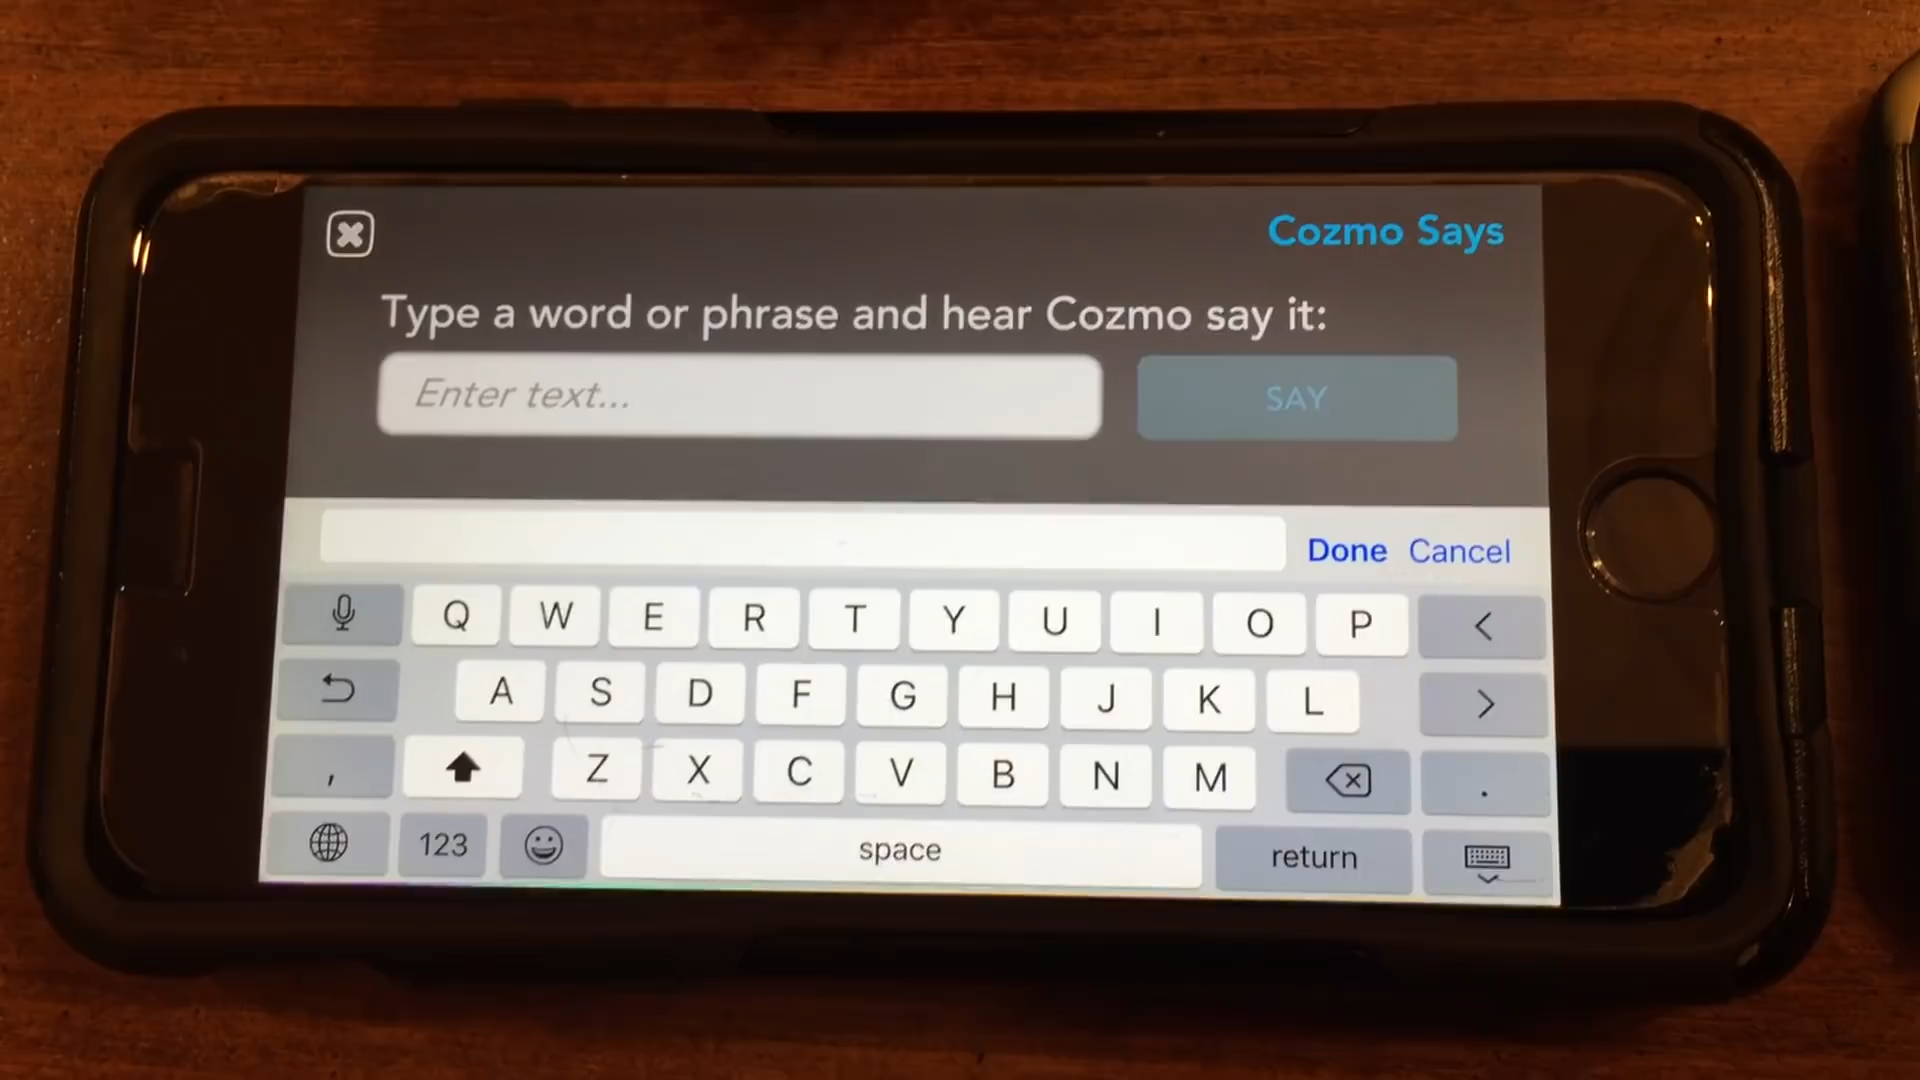 Cozmo Says
Type a word or phrase and hear Cozmo say it:
Enter text...
SAY
Done Cancel
Q W E R T Y U I O P <
A S D F G H J K L >
, Z X C V B N M .
123 space return